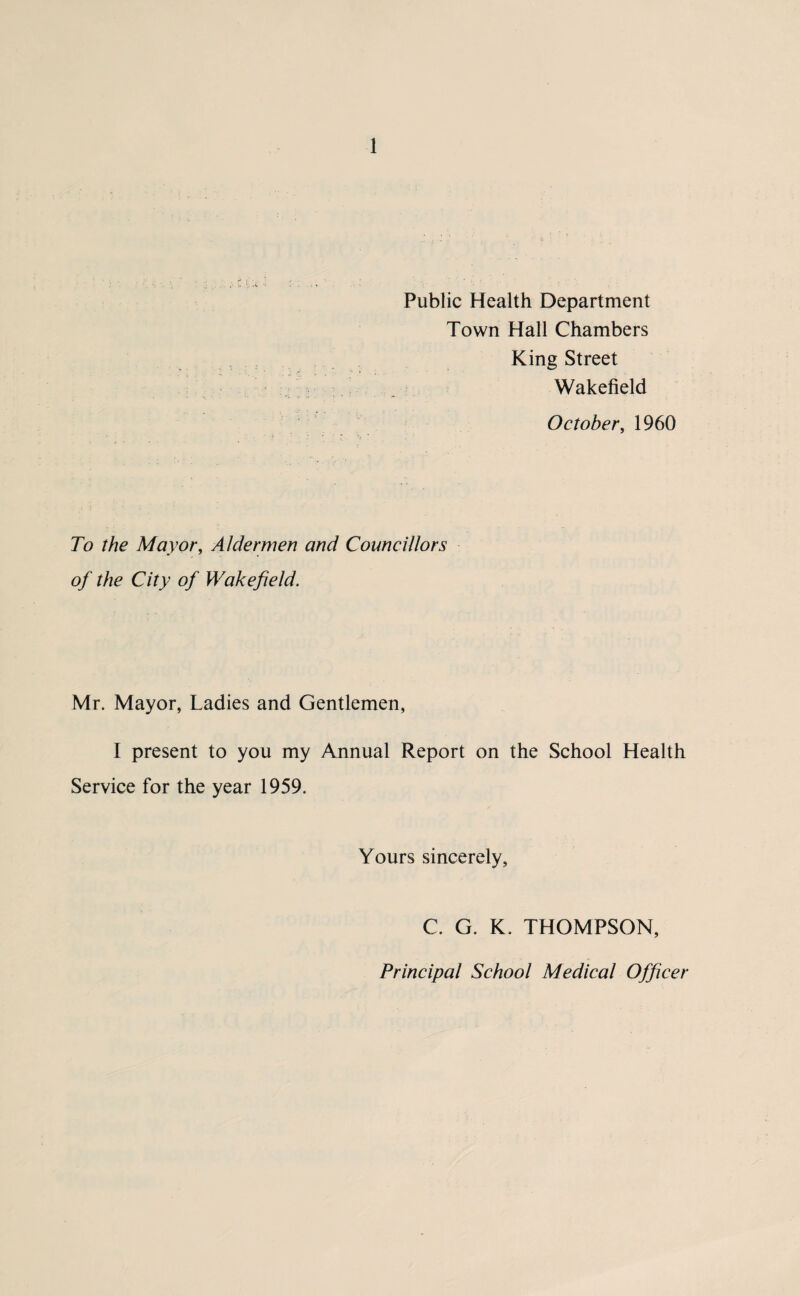 1
Public Health Department
Town Hall Chambers
King Street
Wakefield
October, 1960
To the Mayor, Aldermen and Councillors
of the City of Wakefield.
Mr. Mayor, Ladies and Gentlemen,
I present to you my Annual Report on the School Health
Service for the year 1959.
Yours sincerely,
C. G. K. THOMPSON,
Principal School Medical Officer